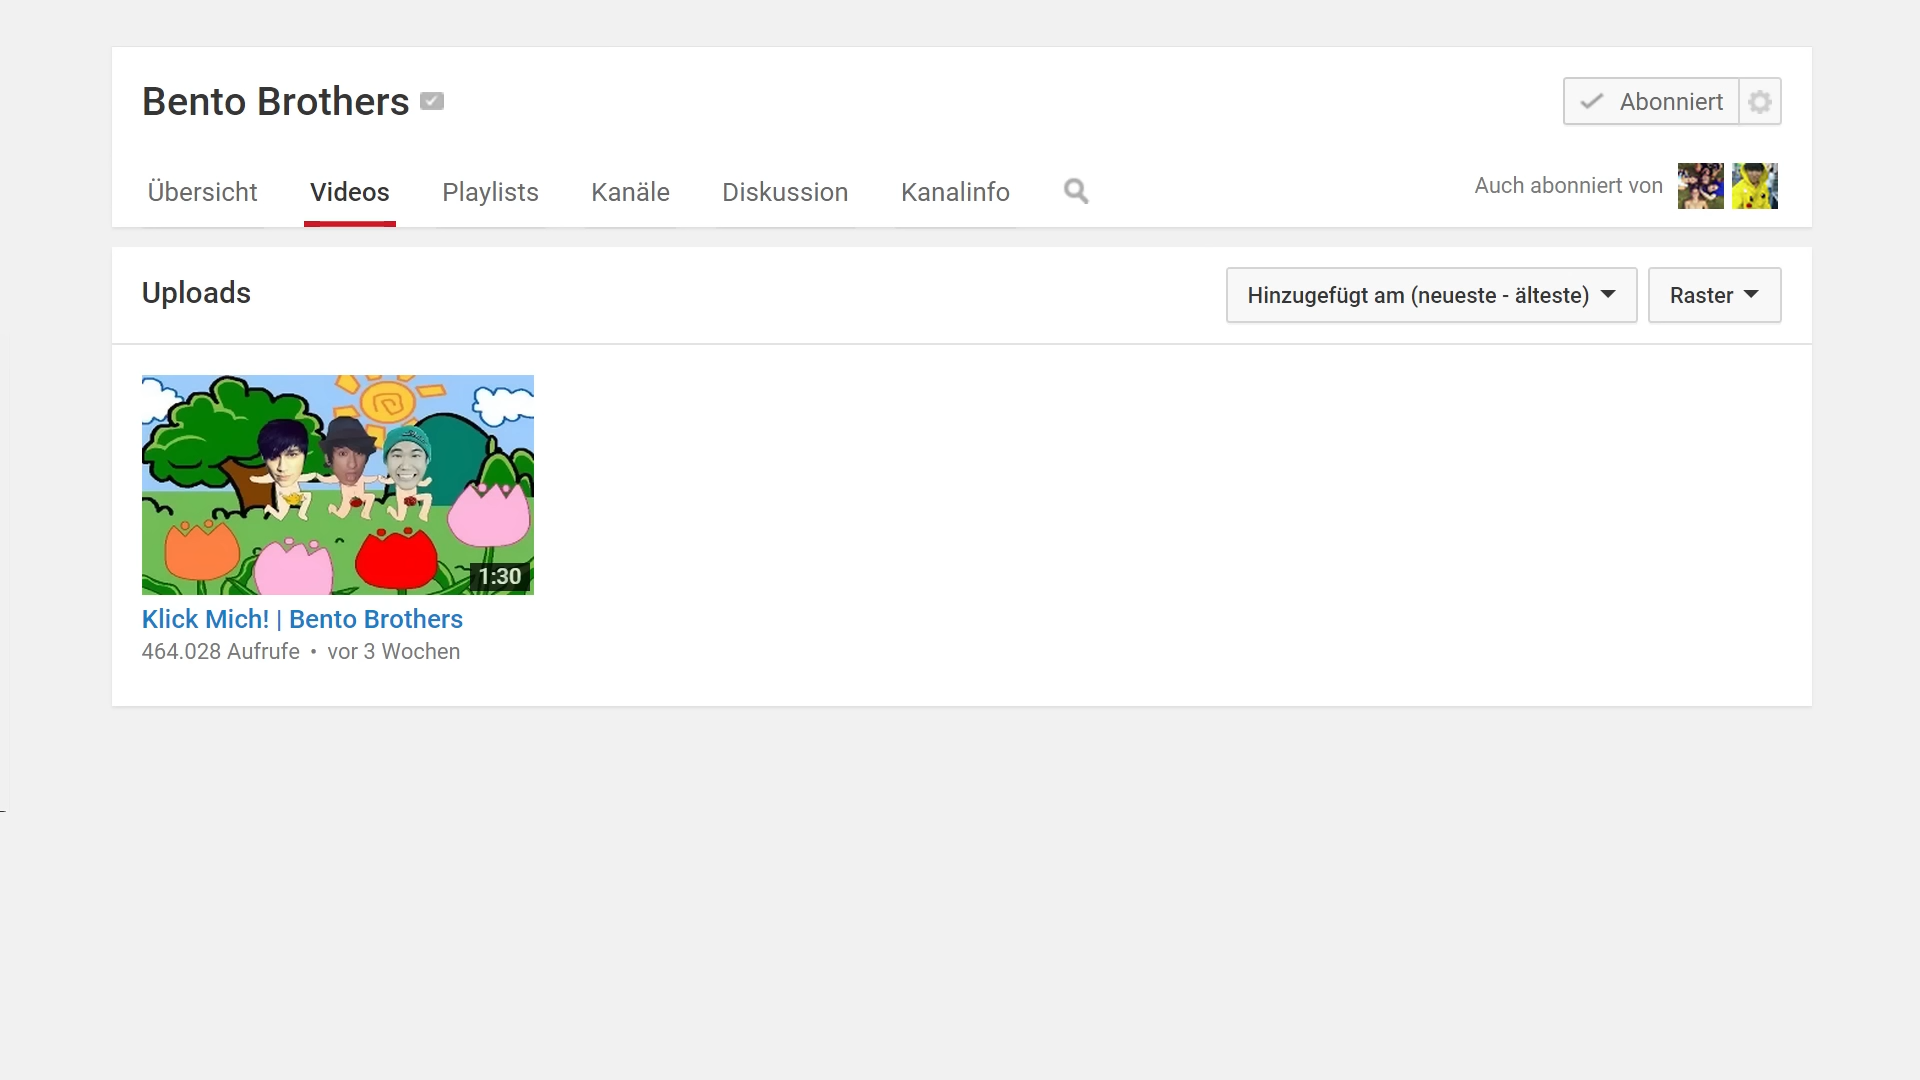 Bento Brothers
Abonniert
Übersicht Videos Playlists Kanäle Diskussion Kanalinfo
Auch abonniert von
Uploads
Hinzugefügt am (neueste - älteste) Raster
1:30
Klick Mich! | Bento Brothers
464.028 Aufrufe • vor 3 Wochen